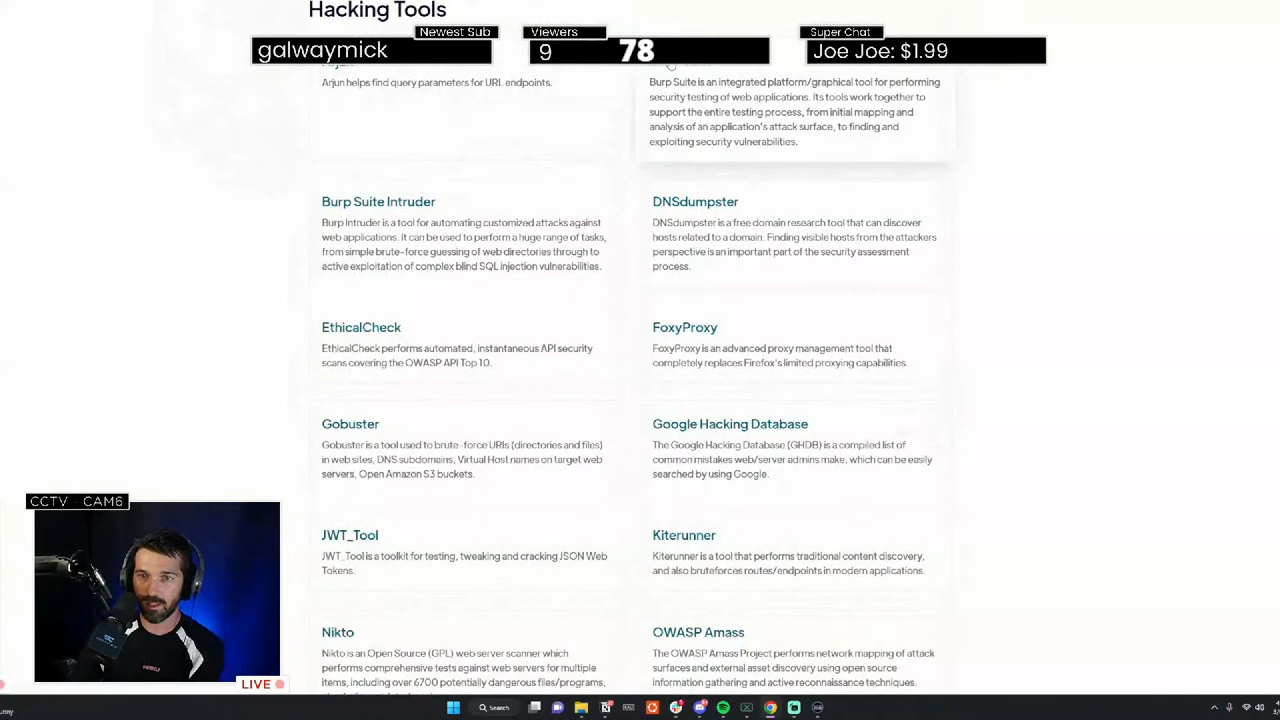 Hacking Tools
Newest Sub
galwaymick
Viewers
9
78
Super Chat
Joe Joe: $1.99
Arjun helps find query parameters for URL endpoints.
Burp Suite is an integrated platform/graphical tool for performing
security testing of web applications. Its tools work together to
support the entire testing process, from initial mapping and
analysis of an application's attack surface, to finding and
exploiting security vulnerabilities.
Burp Suite Intruder
Burp Intruder is a tool for automating customized attacks against
web applications. It can be used to perform a huge range of tasks,
from simple brute-force guessing of web directories through to
active exploitation of complex blind SQL injection vulnerabilities.
DNSdumpster
DNSdumpster is a free domain research tool that can discover
hosts related to a domain. Finding visible hosts from the attackers
perspective is an important part of the security assessment
process.
EthicalCheck
EthicalCheck performs automated, instantaneous API security
scans covering the OWASP API Top 10.
FoxyProxy
FoxyProxy is an advanced proxy management tool that
completely replaces Firefox's limited proxying capabilities.
Gobuster
Gobuster is a tool used to brute-force URIs (directories and files)
in web sites, DNS subdomains, Virtual Host names on target web
servers, Open Amazon S3 buckets.
Google Hacking Database
The Google Hacking Database (GHDB) is a compiled list of
common mistakes web/server admins make, which can be easily
searched by using Google.
JWT_Tool
JWT_Tool is a toolkit for testing, tweaking and cracking JSON Web
Tokens.
Kiterunner
Kiterunner is a tool that performs traditional content discovery,
and also bruteforces routes/endpoints in modern applications.
Nikto
Nikto is an Open Source (GPL) web server scanner which
performs comprehensive tests against web servers for multiple
items, including over 6700 potentially dangerous files/programs,
OWASP Amass
The OWASP Amass Project performs network mapping of attack
surfaces and external asset discovery using open source
information gathering and active reconnaissance techniques.
CCTV - CAM6
LIVE
Search